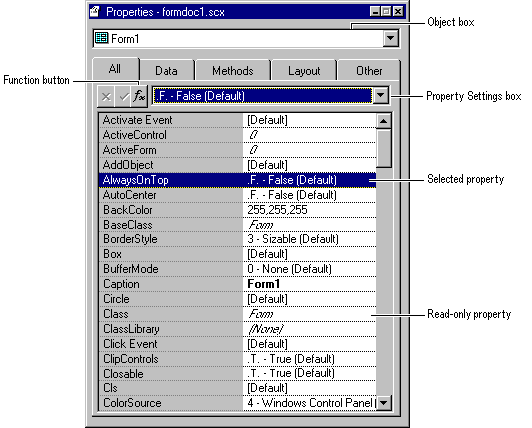 Properties - formdoc1.scx
Object box
Form1
All Data Methods Layout Other
Function button
fx .F. - False (Default)
Property Settings box
Activate Event [Default]
ActiveControl 0
ActiveForm 0
AddObject [Default]
AlwaysOnTop .F. - False (Default)
Selected property
AutoCenter .F. - False (Default)
BackColor 255,255,255
BaseClass Form
BorderStyle 3 - Sizable (Default)
Box [Default]
BufferMode 0 - None (Default)
Caption Form1
Circle [Default]
Class Form
Read-only property
ClassLibrary (None)
Click Event [Default]
ClipControls .T. - True (Default)
Closable .T. - True (Default)
Cls [Default]
ColorSource 4 - Windows Control Panel